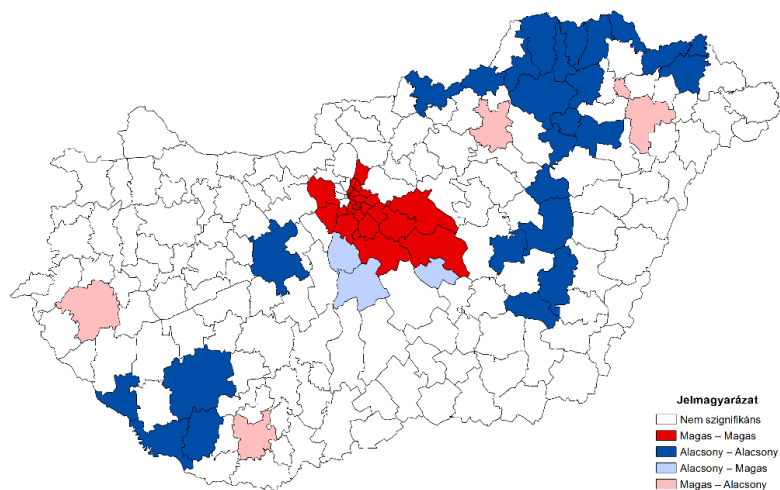 Jelmagyarázat
Nem szignifikáns
Magas – Magas
Alacsony – Alacsony
Alacsony – Magas
Magas – Alacsony